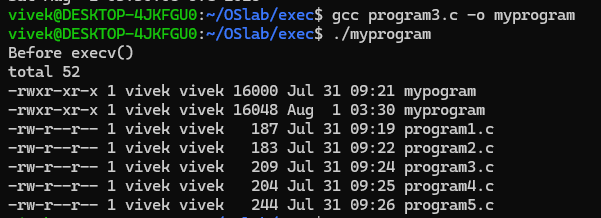 vivek@DESKTOP-4JKFGU0:~/OSlab/exec$ gcc program3.c -o myprogram
vivek@DESKTOP-4JKFGU0:~/OSlab/exec$ ./myprogram
Before execv()
total 52
-rwxr-xr-x 1 vivek vivek 16000 Jul 31 09:21 mypogram
-rwxr-xr-x 1 vivek vivek 16048 Aug  1 03:30 myprogram
-rw-r--r-- 1 vivek vivek   187 Jul 31 09:19 program1.c
-rw-r--r-- 1 vivek vivek   183 Jul 31 09:22 program2.c
-rw-r--r-- 1 vivek vivek   209 Jul 31 09:24 program3.c
-rw-r--r-- 1 vivek vivek   204 Jul 31 09:25 program4.c
-rw-r--r-- 1 vivek vivek   244 Jul 31 09:26 program5.c